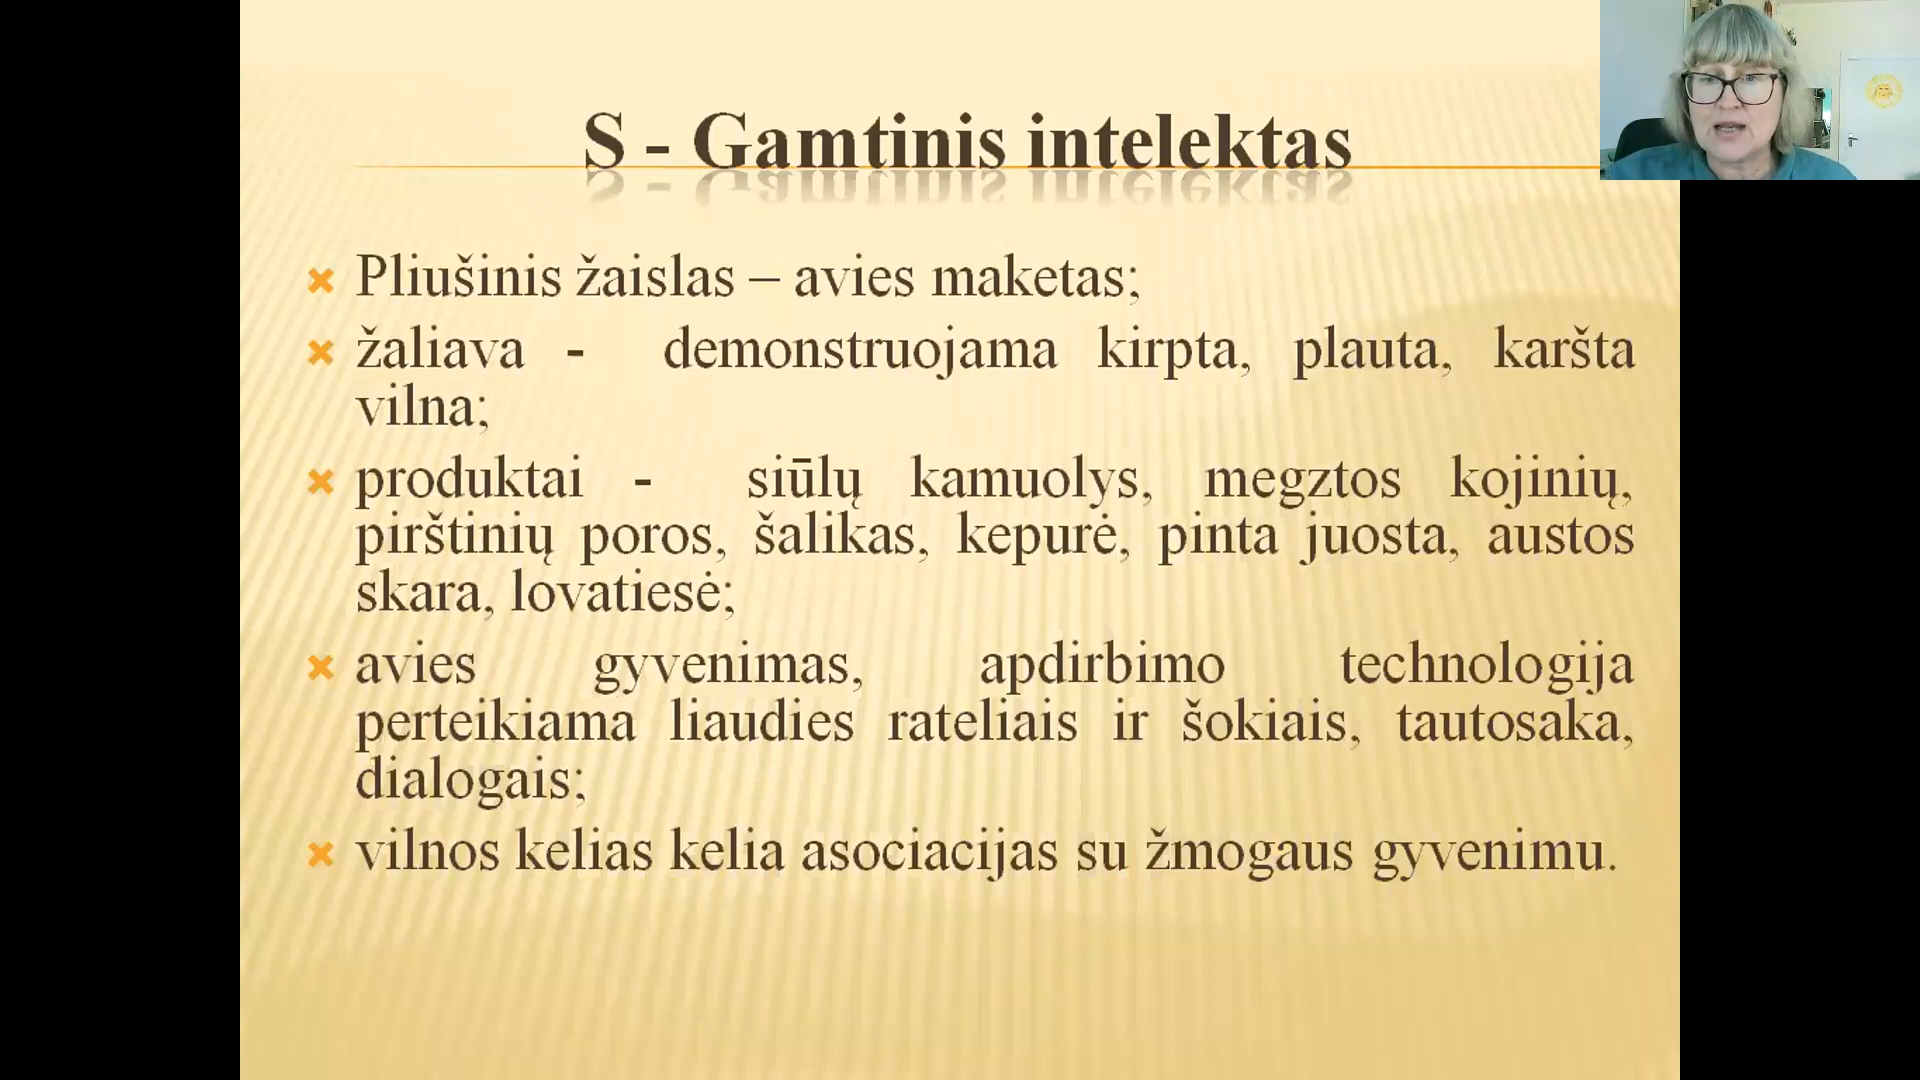 S - Gamtinis intelektas
Pliušinis žaislas – avies maketas;
žaliava - demonstruojama kirpta, plauta, karšta
vilna;
produktai - siūlų kamuolys, megztos kojinių,
pirštinių poros, šalikas, kepurė, pinta juosta, austos
skara, lovatiesė;
avies gyvenimas, apdirbimo technologija
perteikiama liaudies rateliais ir šokiais, tautosaka,
dialogais;
vilnos kelias kelia asociacijas su žmogaus gyvenimu.